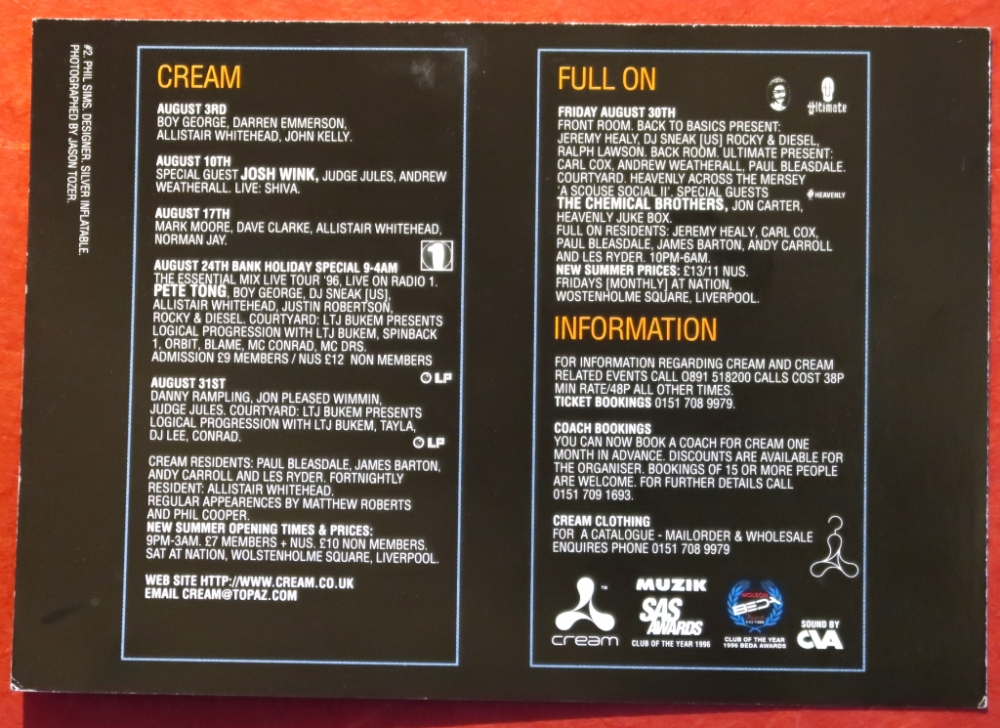 #2. PHIL SIMS. DESIGNER. SILVER INFLATABLE.
PHOTOGRAPHED BY JASON TOZER.
CREAM
AUGUST 3RD
BOY GEORGE, DARREN EMMERSON,
ALLISTAIR WHITEHEAD, JOHN KELLY.
AUGUST 10TH
SPECIAL GUEST JOSH WINK, JUDGE JULES, ANDREW
WEATHERALL. LIVE: SHIVA.
AUGUST 17TH
MARK MOORE, DAVE CLARKE, ALLISTAIR WHITEHEAD,
NORMAN JAY.
1
AUGUST 24TH BANK HOLIDAY SPECIAL 9-4AM
THE ESSENTIAL MIX LIVE TOUR '96, LIVE ON RADIO 1.
PETE TONG, BOY GEORGE, DJ SNEAK [US],
ALLISTAIR WHITEHEAD, JUSTIN ROBERTSON,
ROCKY & DIESEL. COURTYARD: LTJ BUKEM PRESENTS
LOGICAL PROGRESSION WITH LTJ BUKEM, SPINBACK
1, ORBIT, BLAME, MC CONRAD, MC DRS.
ADMISSION £9 MEMBERS / NUS £12 NON MEMBERS
LP
AUGUST 31ST
DANNY RAMPLING, JON PLEASED WIMMIN,
JUDGE JULES. COURTYARD: LTJ BUKEM PRESENTS
LOGICAL PROGRESSION WITH LTJ BUKEM, TAYLA,
DJ LEE, CONRAD.
LP
CREAM RESIDENTS: PAUL BLEASDALE, JAMES BARTON,
ANDY CARROLL AND LES RYDER. FORTNIGHTLY
RESIDENT: ALLISTAIR WHITEHEAD.
REGULAR APPEARENCES BY MATTHEW ROBERTS
AND PHIL COOPER.
NEW SUMMER OPENING TIMES & PRICES:
9PM-3AM. £7 MEMBERS + NUS. £10 NON MEMBERS.
SAT AT NATION, WOLSTENHOLME SQUARE, LIVERPOOL.
WEB SITE HTTP://WWW.CREAM.CO.UK
EMAIL CREAM@TOPAZ.COM
FULL ON
Ultimate
FRIDAY AUGUST 30TH
FRONT ROOM. BACK TO BASICS PRESENT:
JEREMY HEALY, DJ SNEAK [US] ROCKY & DIESEL,
RALPH LAWSON. BACK ROOM. ULTIMATE PRESENT:
CARL COX, ANDREW WEATHERALL, PAUL BLEASDALE.
COURTYARD. HEAVENLY ACROSS THE MERSEY
'A SCOUSE SOCIAL II'. SPECIAL GUESTS
HEAVENLY
THE CHEMICAL BROTHERS, JON CARTER,
HEAVENLY JUKE BOX.
FULL ON RESIDENTS: JEREMY HEALY, CARL COX,
PAUL BLEASDALE, JAMES BARTON, ANDY CARROLL
AND LES RYDER. 10PM-6AM.
NEW SUMMER PRICES: £13/11 NUS.
FRIDAYS [MONTHLY] AT NATION,
WOSTENHOLME SQUARE, LIVERPOOL.
INFORMATION
FOR INFORMATION REGARDING CREAM AND CREAM
RELATED EVENTS CALL 0891 518200 CALLS COST 38P
MIN RATE/48P ALL OTHER TIMES.
TICKET BOOKINGS 0151 708 9979.
COACH BOOKINGS
YOU CAN NOW BOOK A COACH FOR CREAM ONE
MONTH IN ADVANCE. DISCOUNTS ARE AVAILABLE FOR
THE ORGANISER. BOOKINGS OF 15 OR MORE PEOPLE
ARE WELCOME. FOR FURTHER DETAILS CALL
0151 709 1693.
CREAM CLOTHING
FOR A CATALOGUE - MAILORDER & WHOLESALE
ENQUIRES PHONE 0151 708 9979
cream TM
MUZIK
SAS
AWARDS
CLUB OF THE YEAR 1996
MOLSON
BEDA
CLUB OF THE YEAR
1996 BEDA AWARDS
SOUND BY
CVA